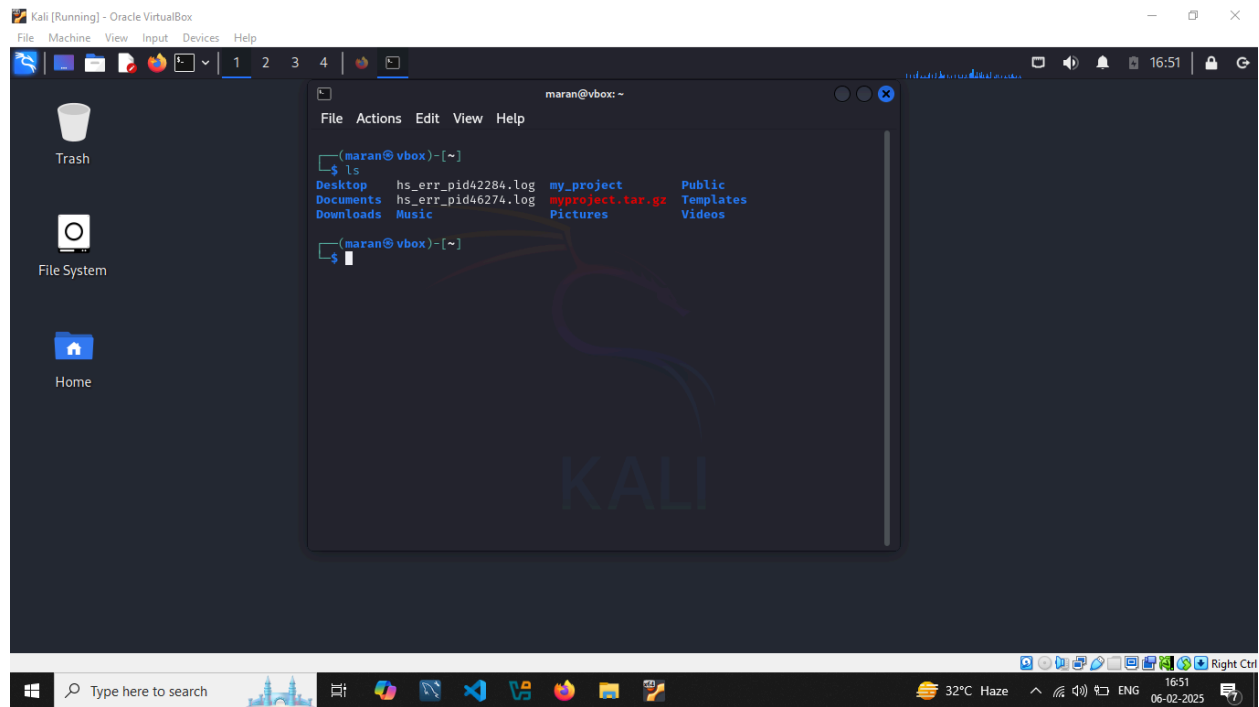 Kali [Running] - Oracle VirtualBox
File Machine View Input Devices Help
1 2 3 4 16:51
maran@vbox: ~
File Actions Edit View Help
┌──(maran㉿vbox)-[~]
└─$ ls
Desktop hs_err_pid42284.log my_project Public
Documents hs_err_pid46274.log myproject.tar.gz Templates
Downloads Music Pictures Videos
┌──(maran㉿vbox)-[~]
└─$
Trash
File System
Home
KALI
Right Ctrl
Type here to search
32°C Haze
ENG
16:51
06-02-2025
7